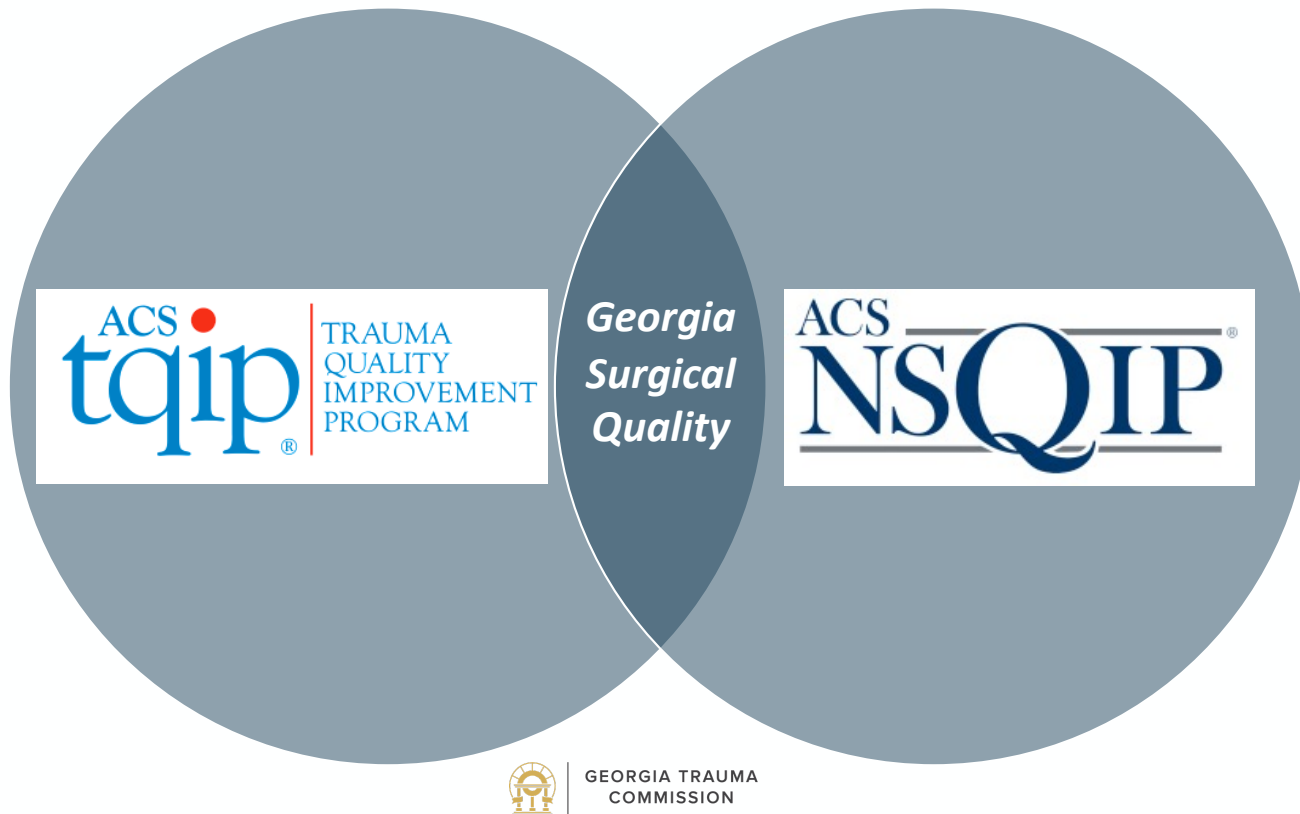 ACS
tqip®
TRAUMA
QUALITY
IMPROVEMENT
PROGRAM
Georgia
Surgical
Quality
ACS
NSQIP®
GEORGIA TRAUMA
COMMISSION